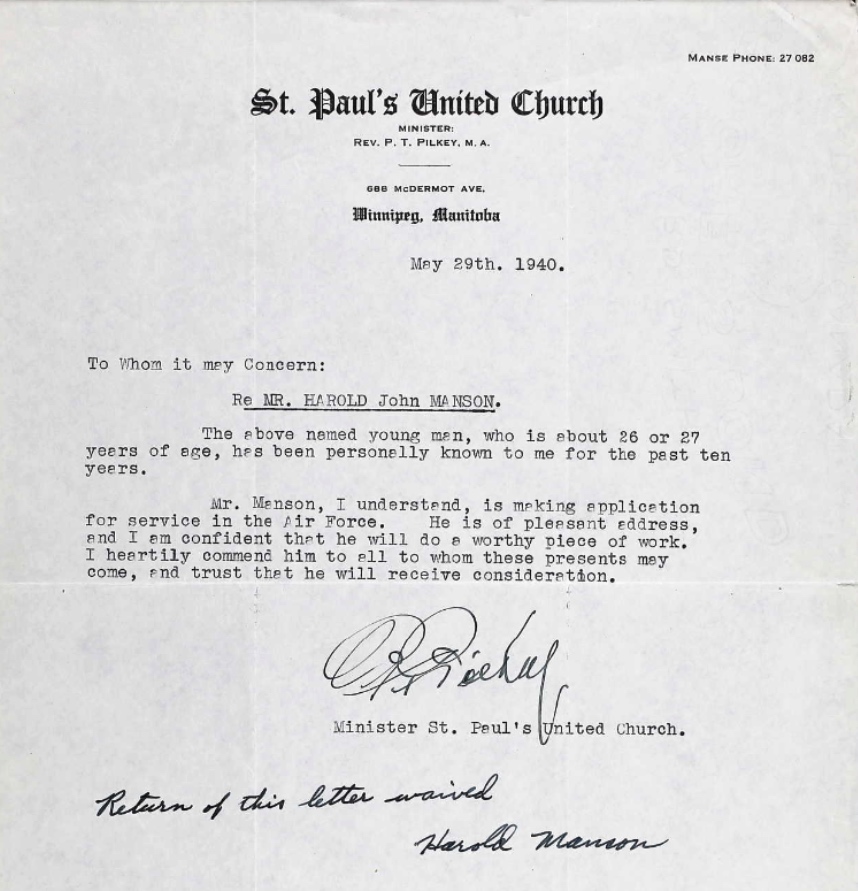 MANSE PHONE: 27 082
St. Paul's United Church
MINISTER:
REV. P. T. PILKEY, M. A.
688 McDERMOT AVE.
Winnipeg, Manitoba
May 29th. 1940.
To Whom it may Concern:
Re MR. HAROLD John MANSON.
The above named young man, who is about 26 or 27
years of age, has been personally known to me for the past ten
years.
Mr. Manson, I understand, is making application
for service in the Air Force. He is of pleasant address,
and I am confident that he will do a worthy piece of work.
I heartily commend him to all to whom these presents may
come, and trust that he will receive consideration.
Pilkey
Minister St. Paul's United Church.
Return of this letter waived
Harold Manson